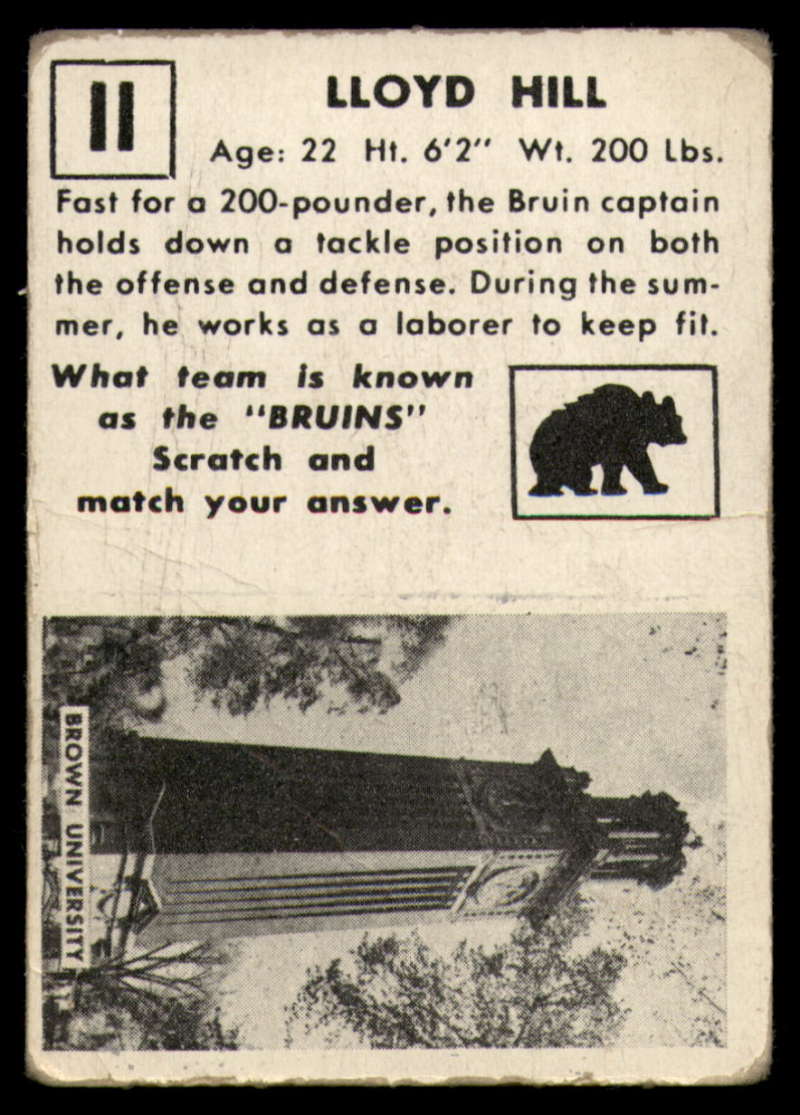 11
LLOYD HILL
Age: 22 Ht. 6'2" Wt. 200 Lbs.
Fast for a 200-pounder, the Bruin captain
holds down a tackle position on both
the offense and defense. During the sum-
mer, he works as a laborer to keep fit.
What team is known
as the "BRUINS"
Scratch and
match your answer.
BROWN UNIVERSITY